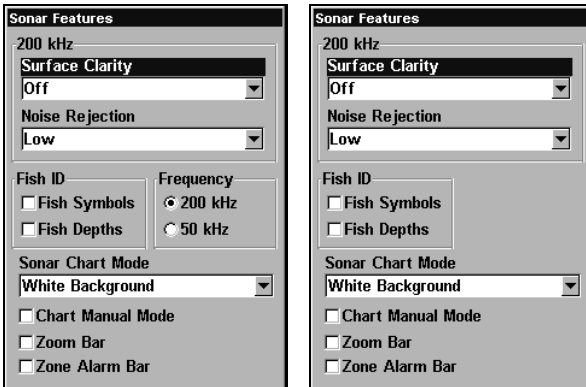 Sonar Features
200 kHz
Surface Clarity
Off
Noise Rejection
Low
Fish ID
Fish Symbols
Fish Depths
Frequency
200 kHz
50 kHz
Sonar Chart Mode
White Background
Chart Manual Mode
Zoom Bar
Zone Alarm Bar
Sonar Features
200 kHz
Surface Clarity
Off
Noise Rejection
Low
Fish ID
Fish Symbols
Fish Depths
Sonar Chart Mode
White Background
Chart Manual Mode
Zoom Bar
Zone Alarm Bar